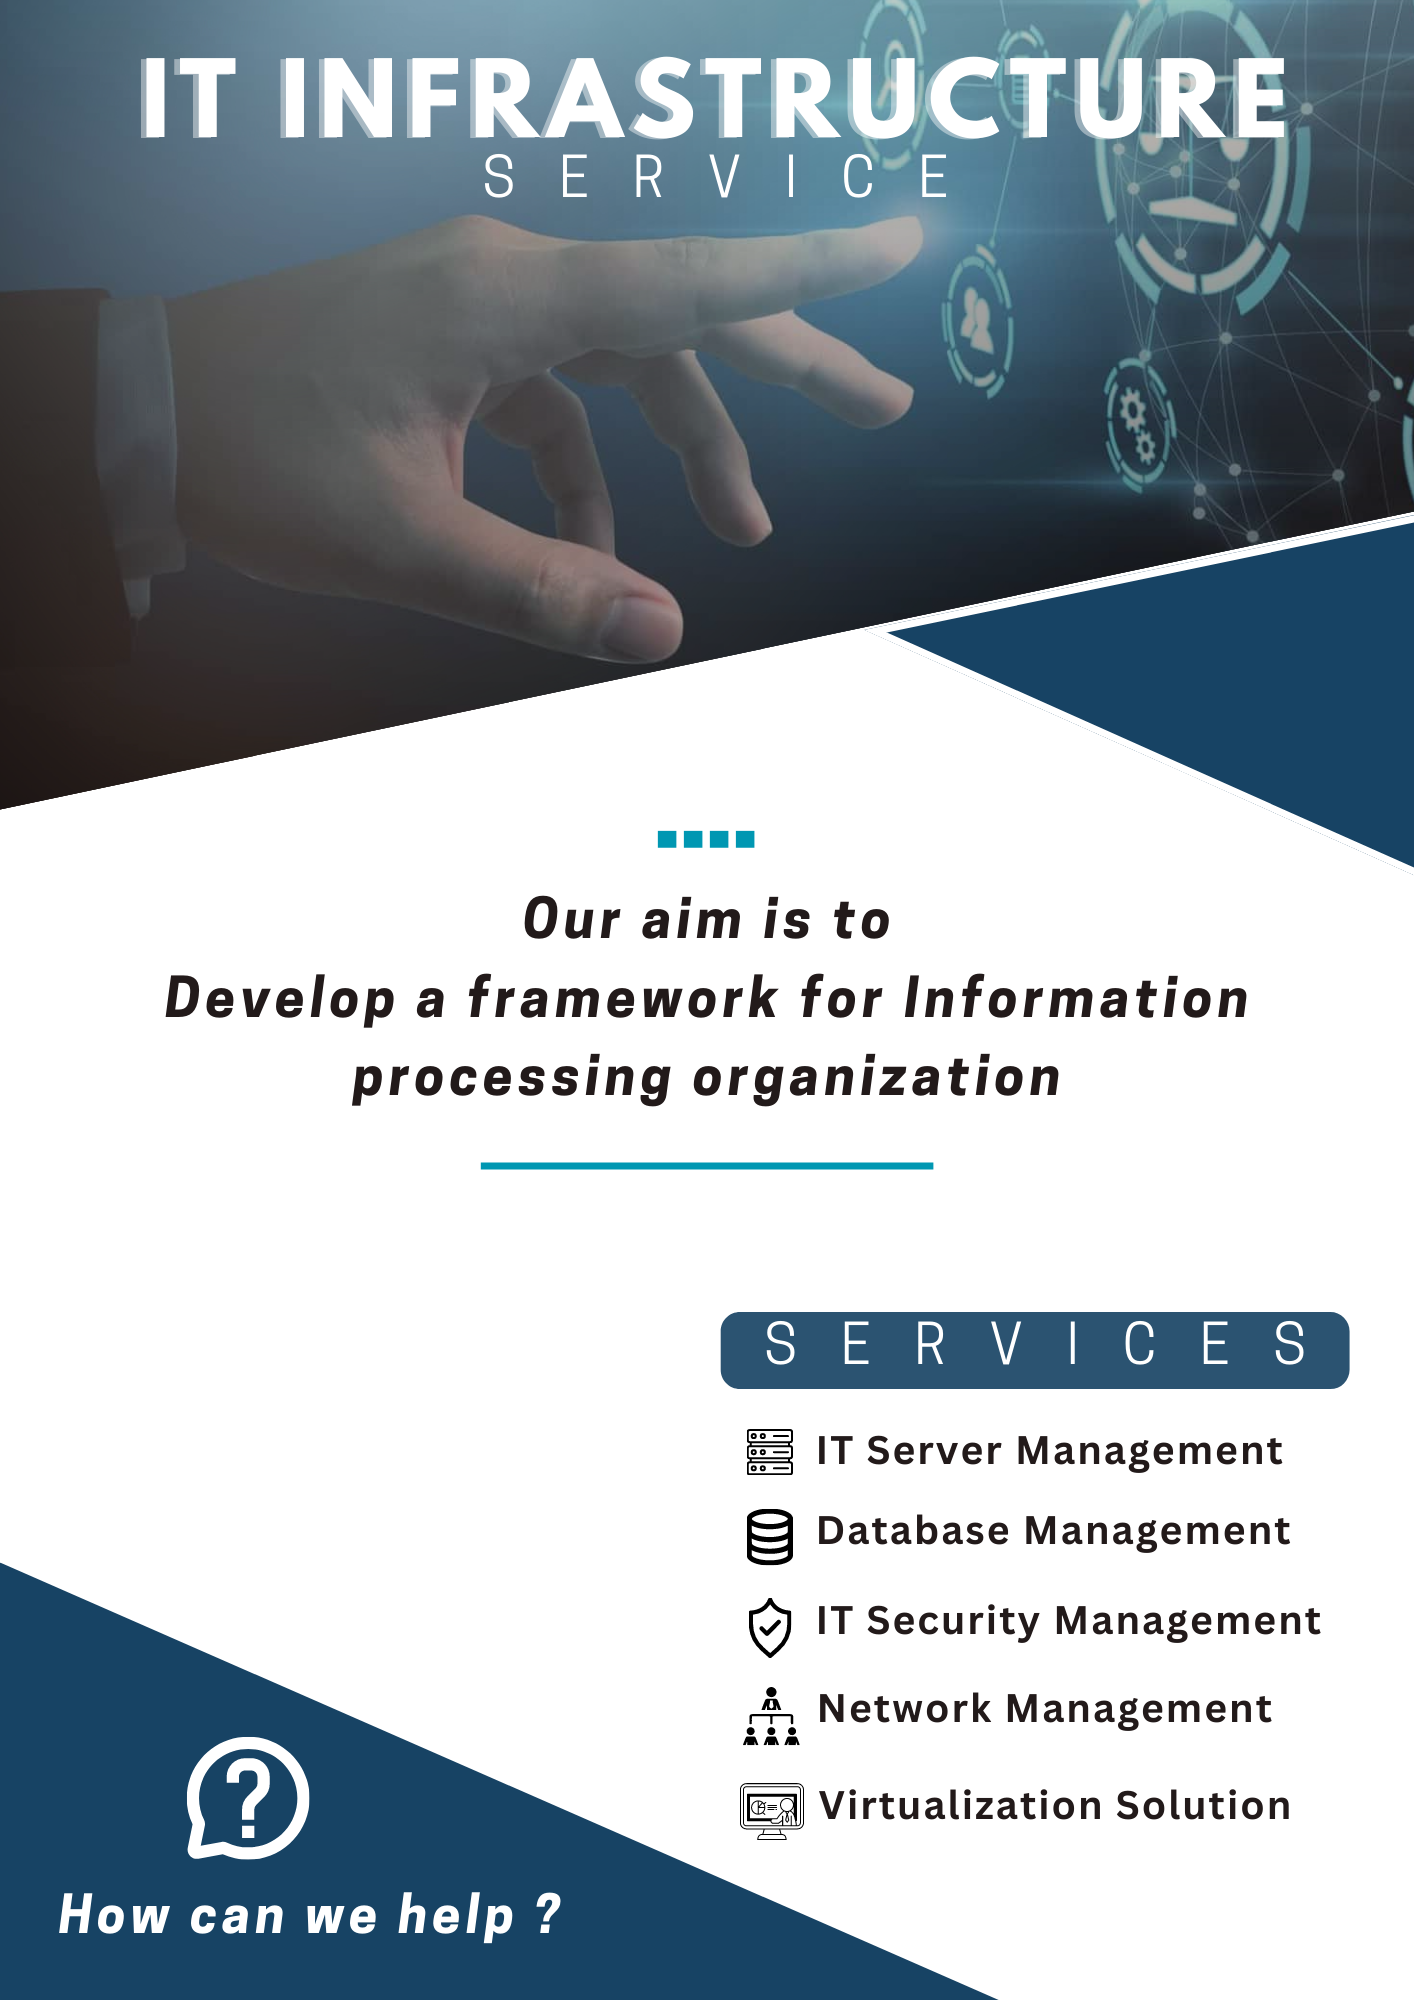 IT INFRASTRUCTURE
SERVICE
Our aim is to
Develop a framework for Information
processing organization
SERVICES
IT Server Management
Database Management
IT Security Management
Network Management
Virtualization Solution
How can we help ?